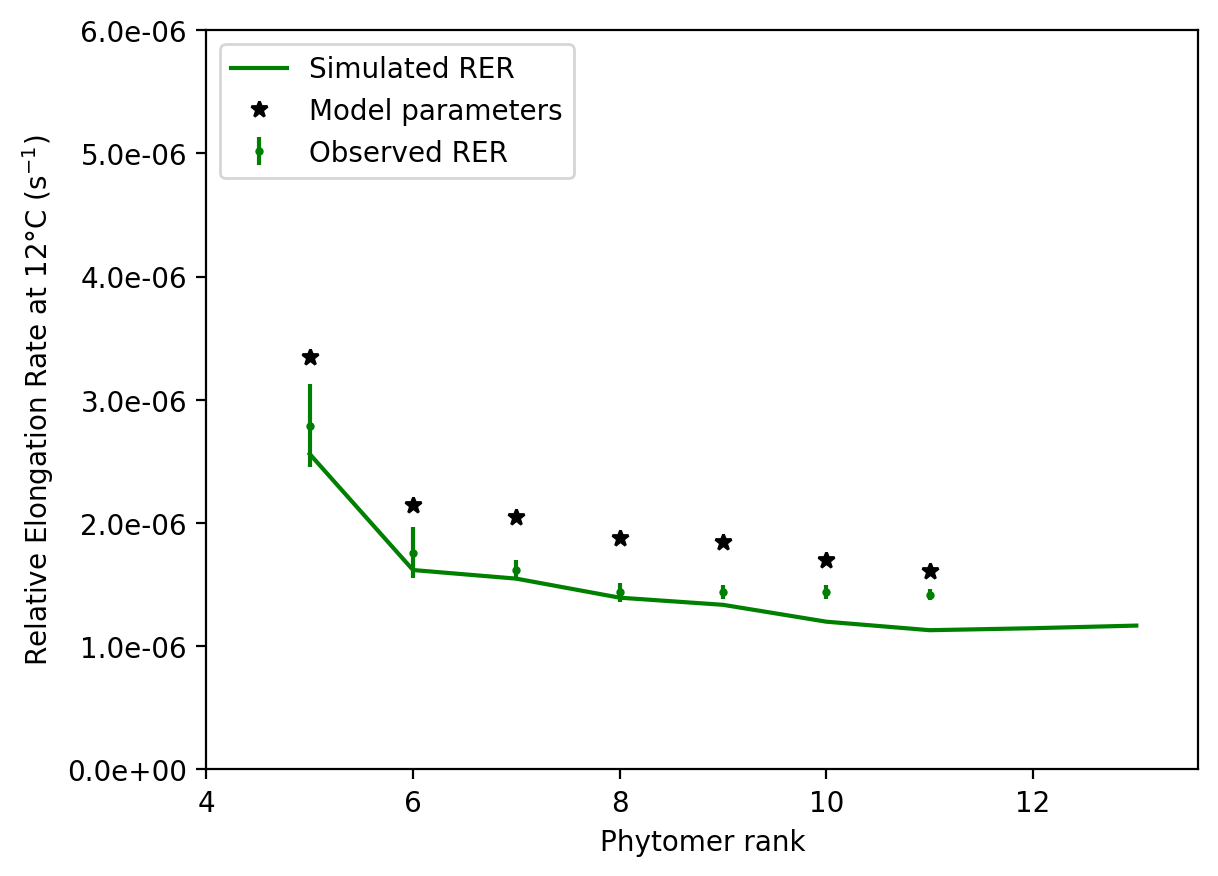 6.0e-06
5.0e-06
4.0e-06
3.0e-06
2.0e-06
1.0e-06
0.0e+00
Relative Elongation Rate at 12°C (s⁻¹)
Simulated RER
Model parameters
Observed RER
4 6 8 10 12
Phytomer rank